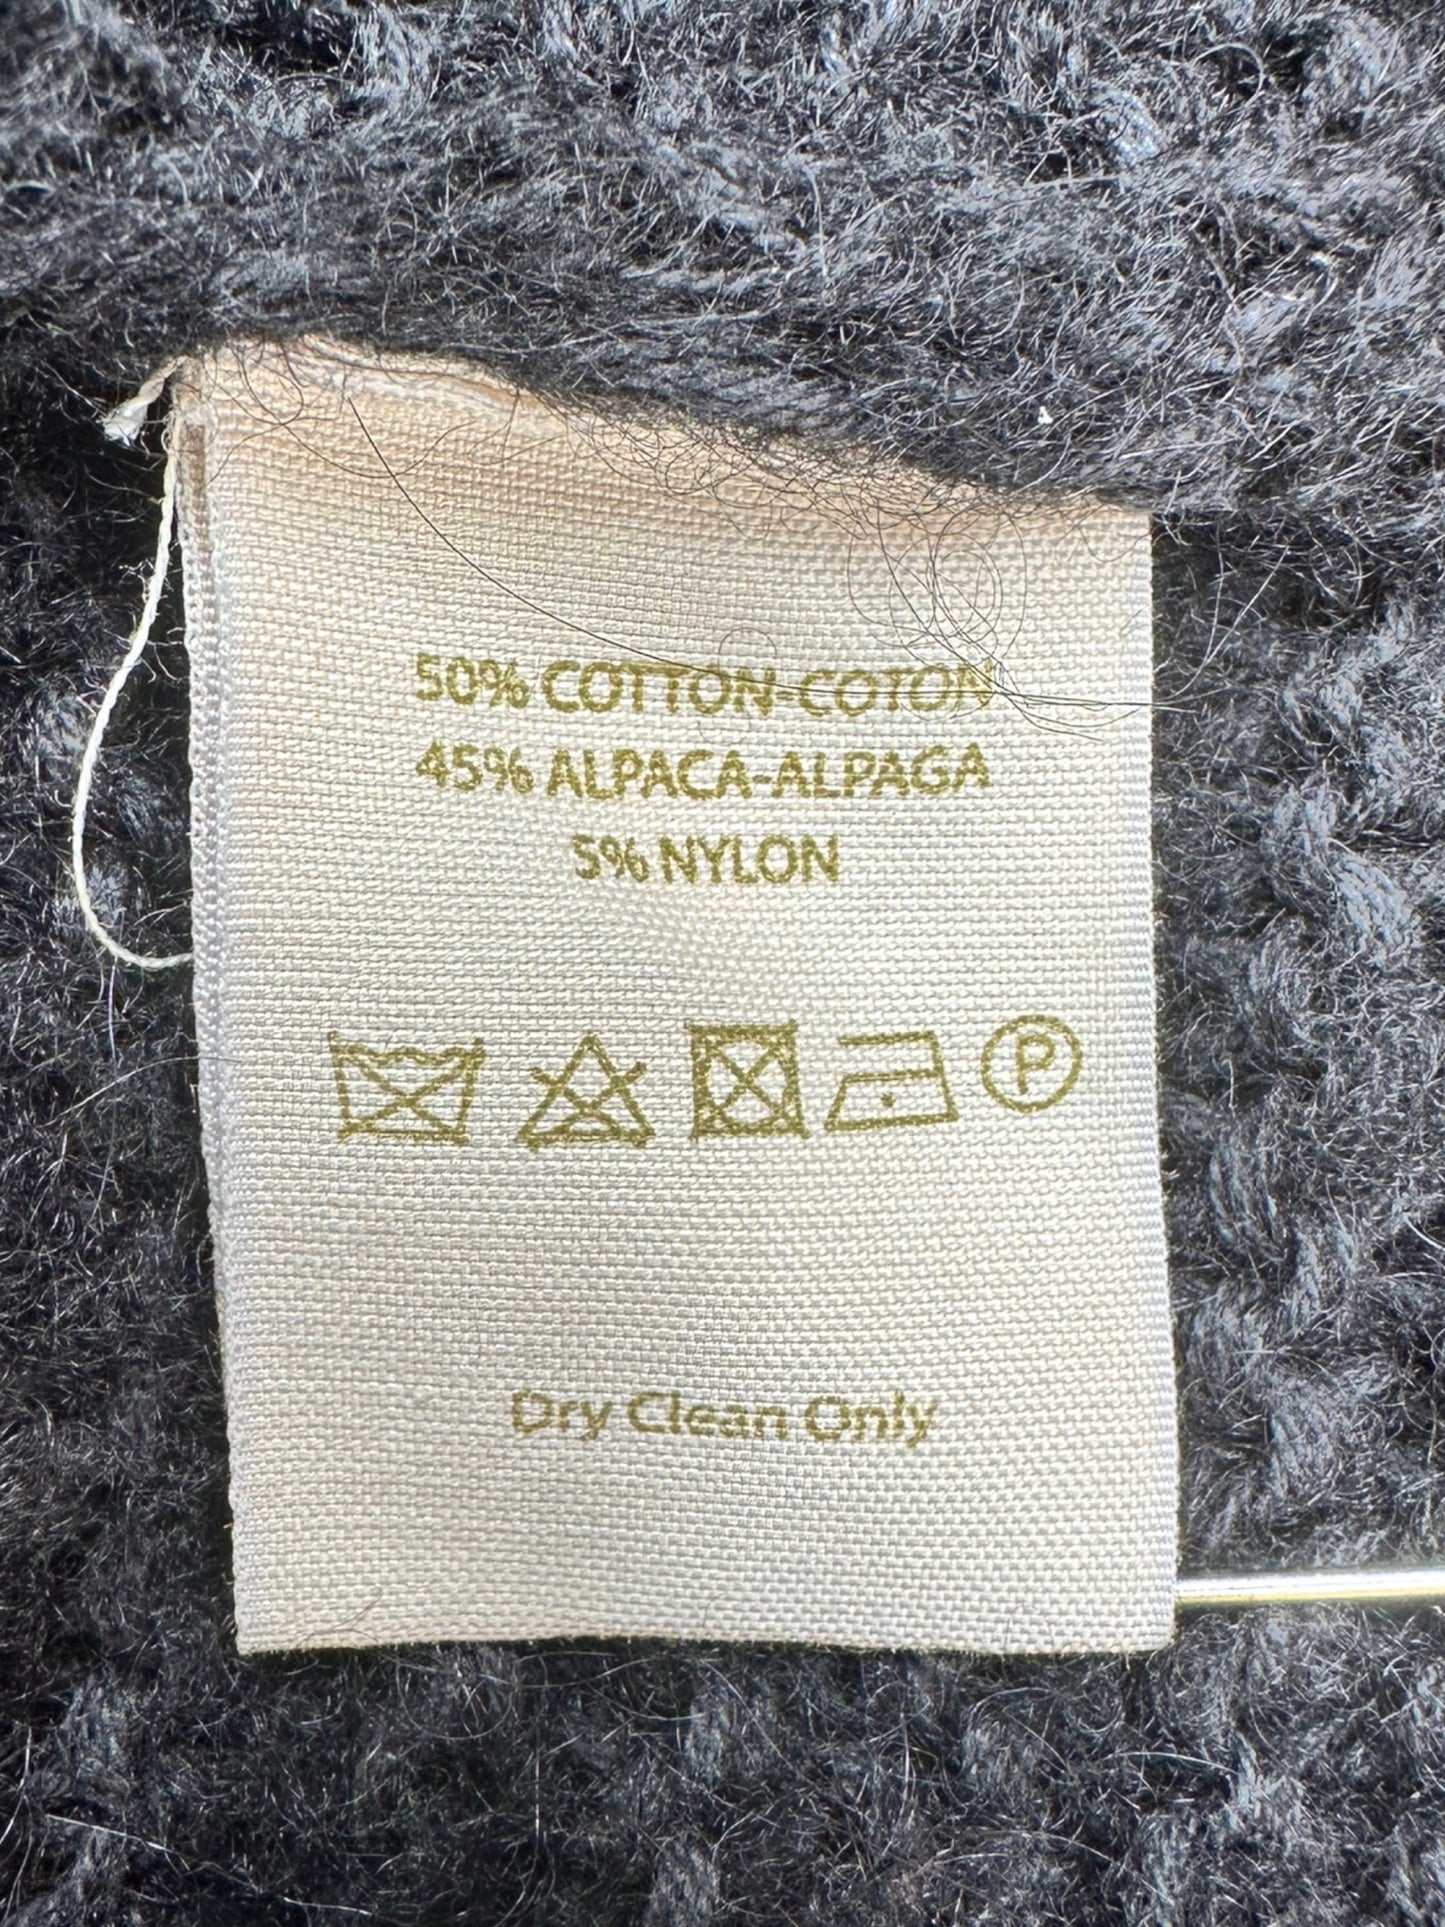 50% COTTON-COTON
45% ALPACA-ALPAGA
5% NYLON
P
Dry Clean Only